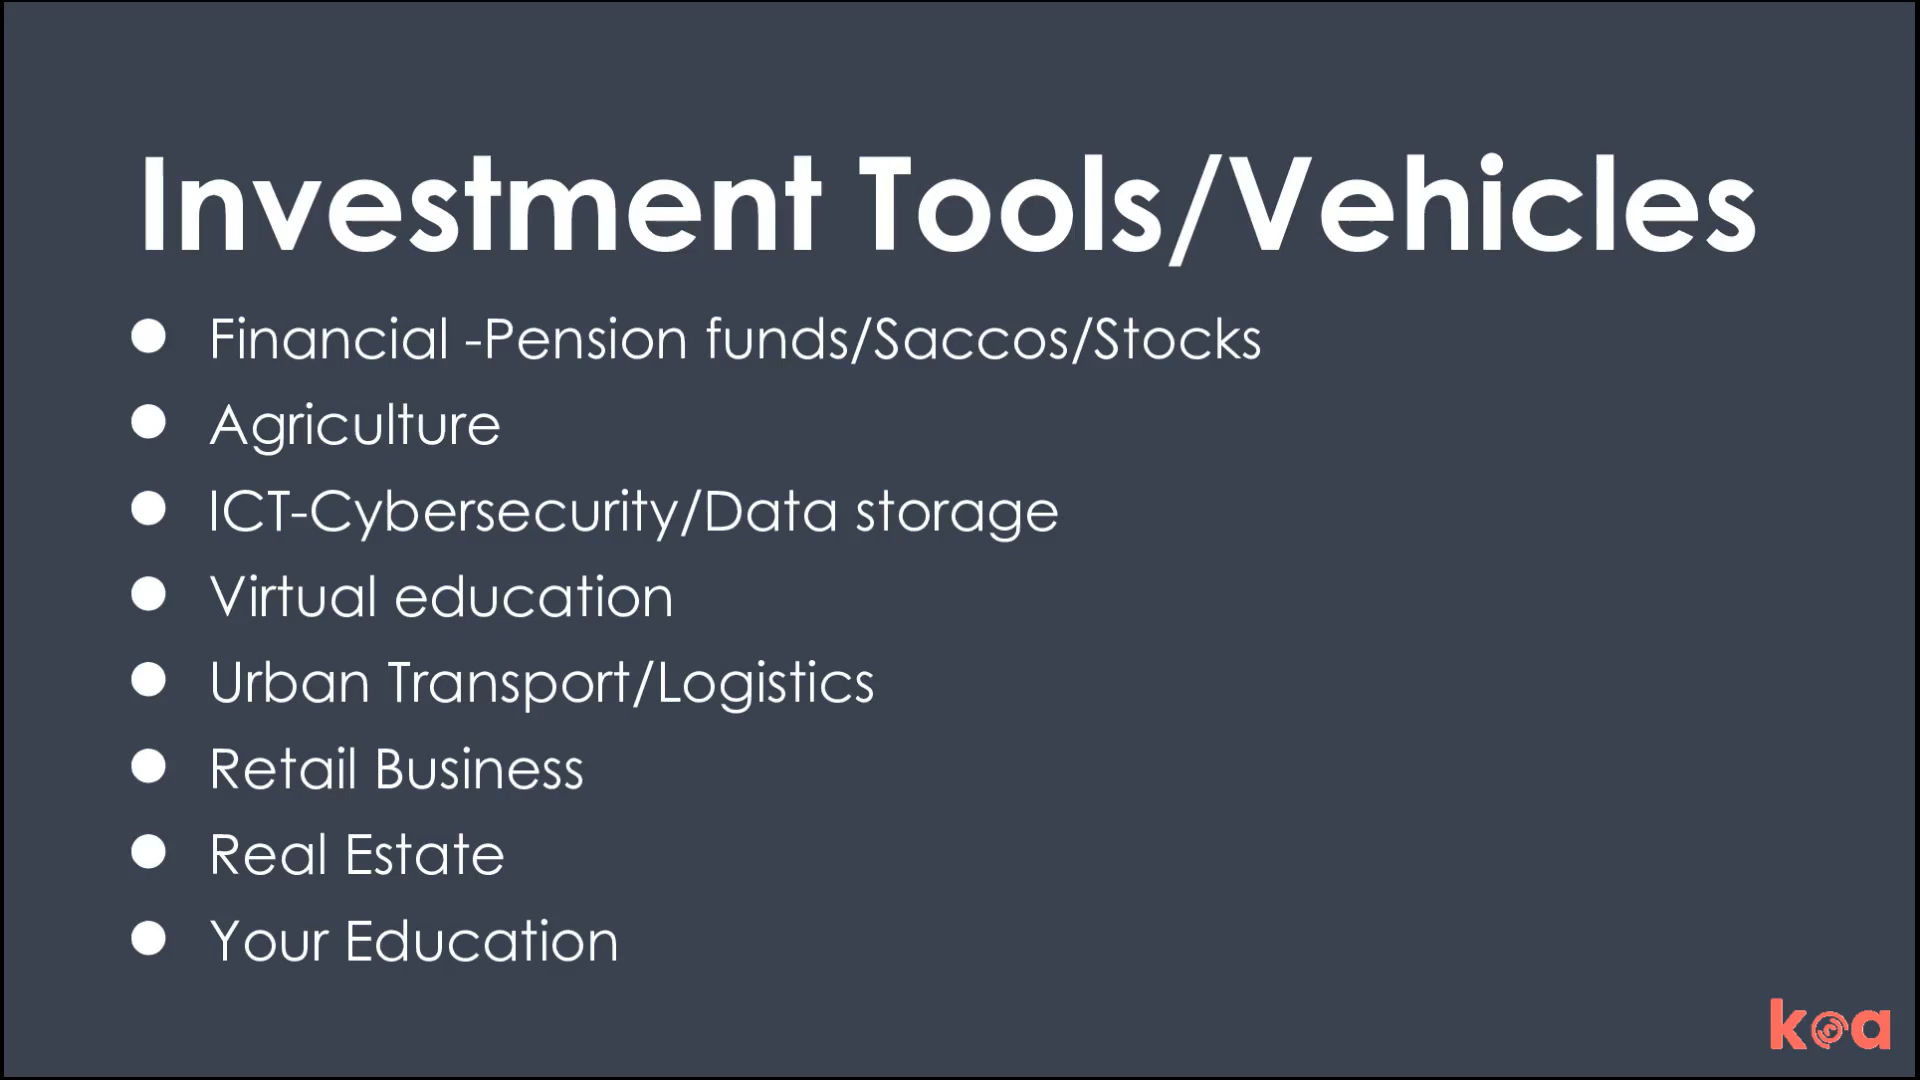 Investment Tools/Vehicles
● Financial -Pension funds/Saccos/Stocks
● Agriculture
● ICT-Cybersecurity/Data storage
● Virtual education
● Urban Transport/Logistics
● Retail Business
● Real Estate
● Your Education
koa